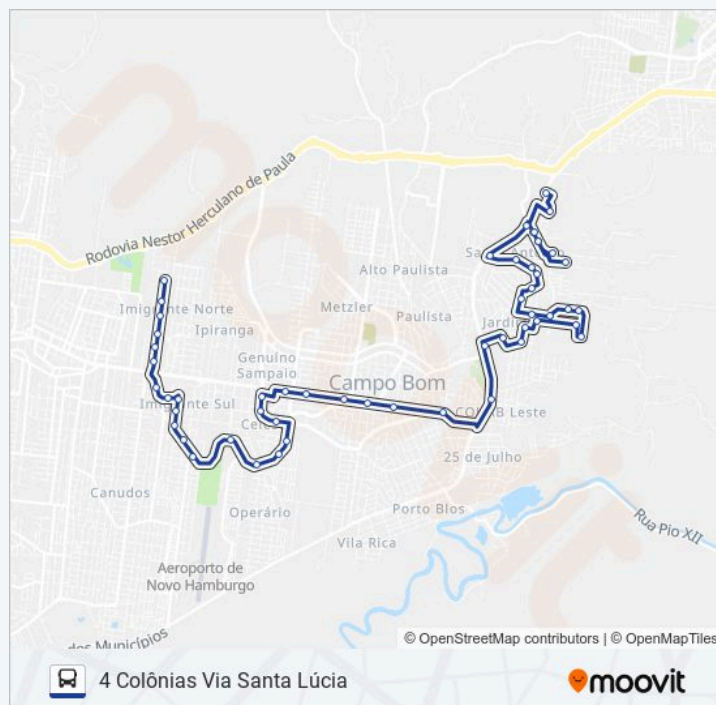 Rodovia Nestor Herculano de Paula
Alto Paulista
Imigrante Norte
Metzler
Ipiranga
Paulista
Genuino
Sampaio
Campo Bom
Imigrante Sul
Leste
25 de Julho
Canudos
Operário
Porto Blos
Rua Pio XII
Vila Rica
Aeroporto de
Novo Hamburgo
dos Municípios
© OpenStreetMap contributors | © OpenMapTiles
4 Colônias Via Santa Lúcia
moovit